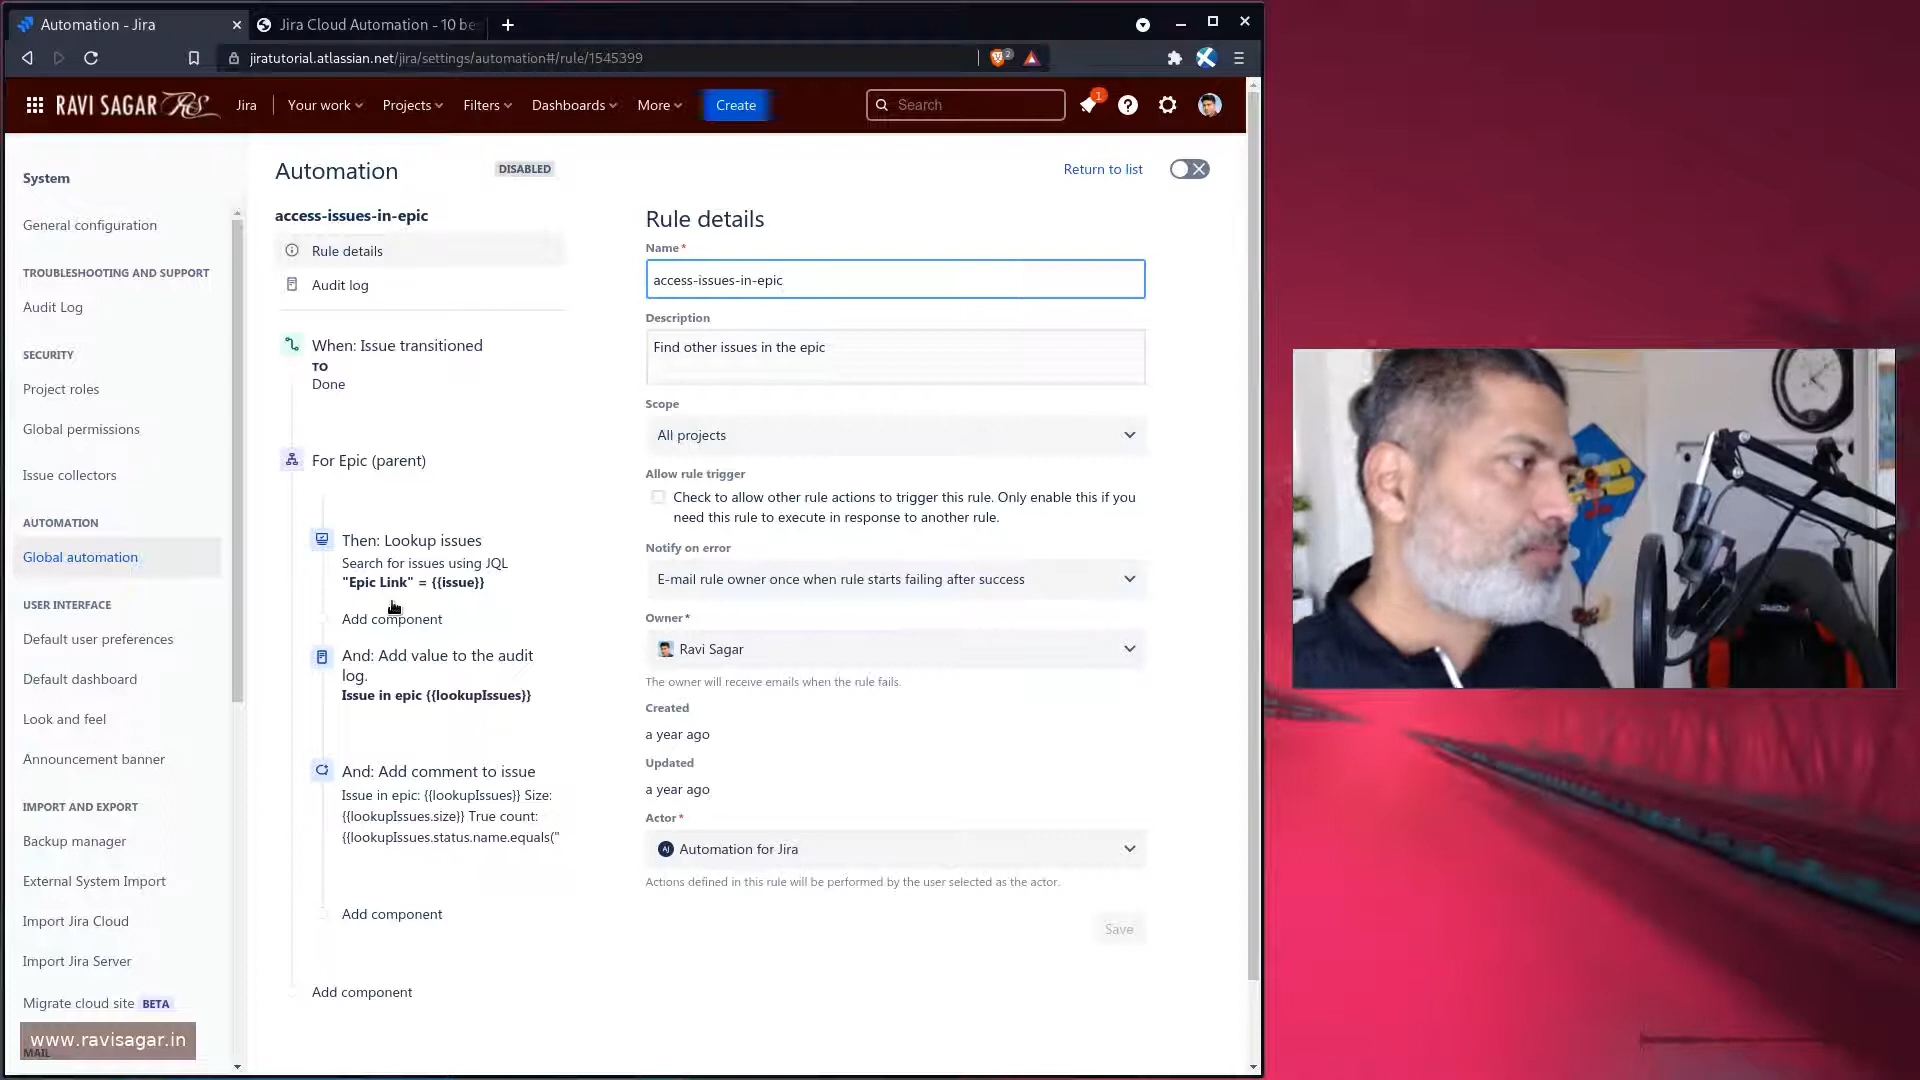 Automation - Jira
Jira Cloud Automation - 10 be
jiratutorial.atlassian.net/jira/settings/automation#/rule/1545399
2
RAVI SAGAR RS
Jira
Your work
Projects
Filters
Dashboards
More
Create
Search
1
System
General configuration
TROUBLESHOOTING AND SUPPORT
Audit Log
SECURITY
Project roles
Global permissions
Issue collectors
AUTOMATION
Global automation
USER INTERFACE
Default user preferences
Default dashboard
Look and feel
Announcement banner
IMPORT AND EXPORT
Backup manager
External System Import
Import Jira Cloud
Import Jira Server
Migrate cloud site BETA
MAIL
www.ravisagar.in
Automation
DISABLED
Return to list
access-issues-in-epic
Rule details
Audit log
When: Issue transitioned
TO
Done
For Epic (parent)
Then: Lookup issues
Search for issues using JQL
"Epic Link" = {{issue}}
Add component
And: Add value to the audit
log.
Issue in epic {{lookupIssues}}
And: Add comment to issue
Issue in epic: {{lookupIssues}} Size:
{{lookupIssues.size}} True count:
{{lookupIssues.status.name.equals("
Add component
Add component
Rule details
Name*
access-issues-in-epic
Description
Find other issues in the epic
Scope
All projects
Allow rule trigger
Check to allow other rule actions to trigger this rule. Only enable this if you
need this rule to execute in response to another rule.
Notify on error
E-mail rule owner once when rule starts failing after success
Owner*
Ravi Sagar
The owner will receive emails when the rule fails.
Created
a year ago
Updated
a year ago
Actor*
Automation for Jira
Actions defined in this rule will be performed by the user selected as the actor.
Save